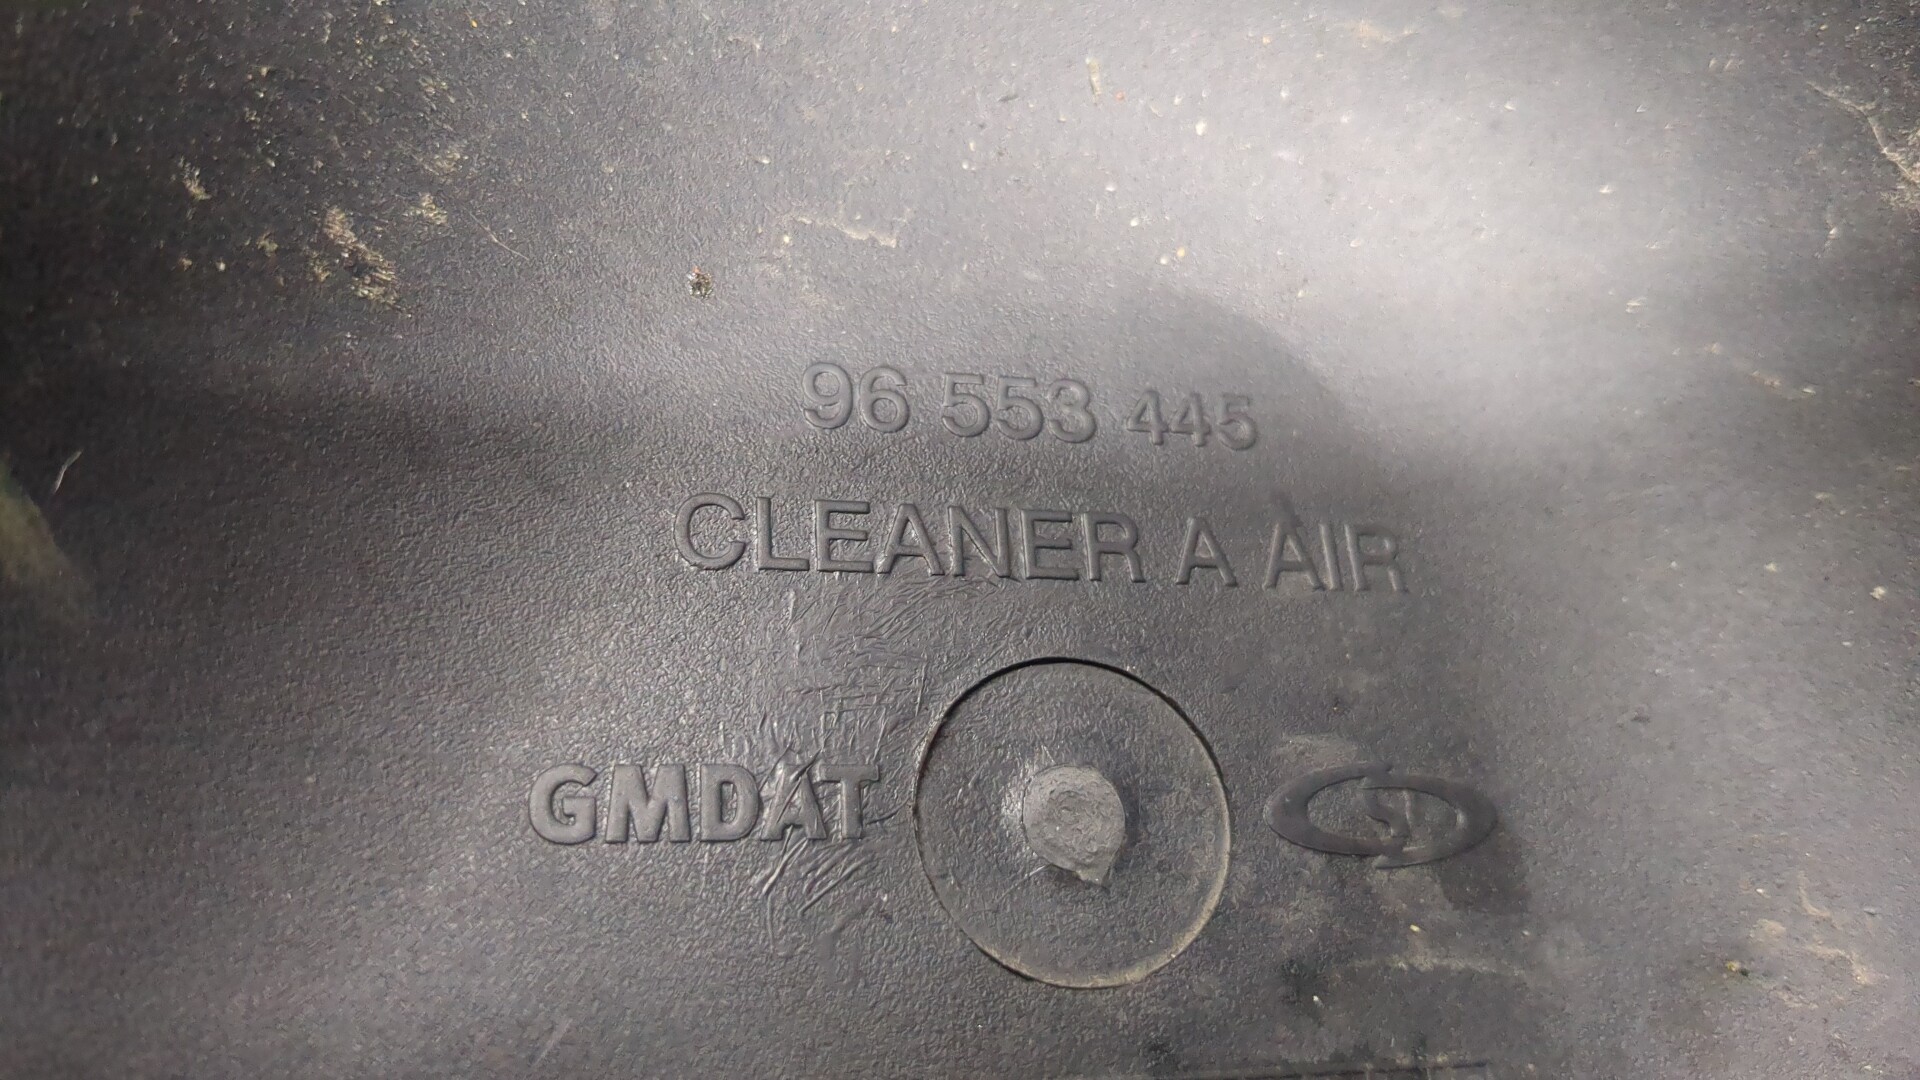 96 553 445
CLEANER A AIR
GMDAT